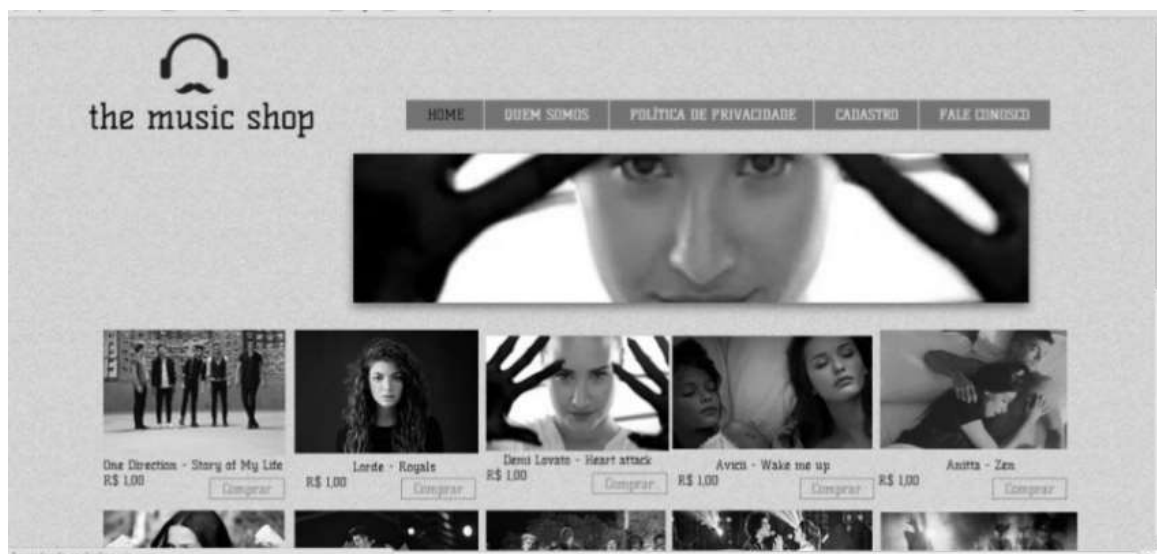 the music shop
HOME QUEM SOMOS POLÍTICA DE PRIVACIDADE CADASTRO FALE CONOSCO
One Direction - Story of My Life
R$ 1,00
Comprar
Lorde - Royals
R$ 1,00
Comprar
Demi Lovato - Heart attack
R$ 1,00
Comprar
Avicii - Wake me up
R$ 1,00
Comprar
Anitta - Zen
R$ 1,00
Comprar